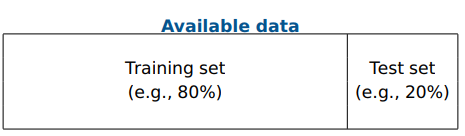 Available data
Training set
(e.g., 80%)
Test set
(e.g., 20%)